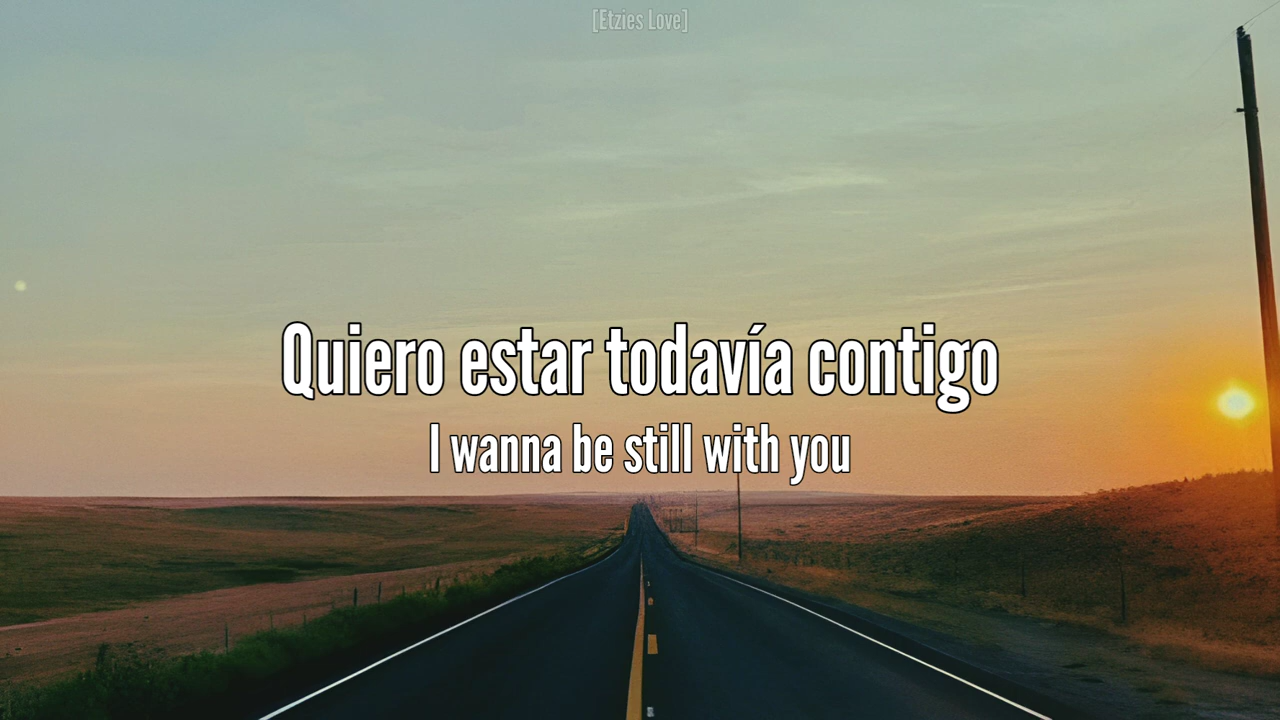 [Etzies Love]
Quiero estar todavía contigo
I wanna be still with you